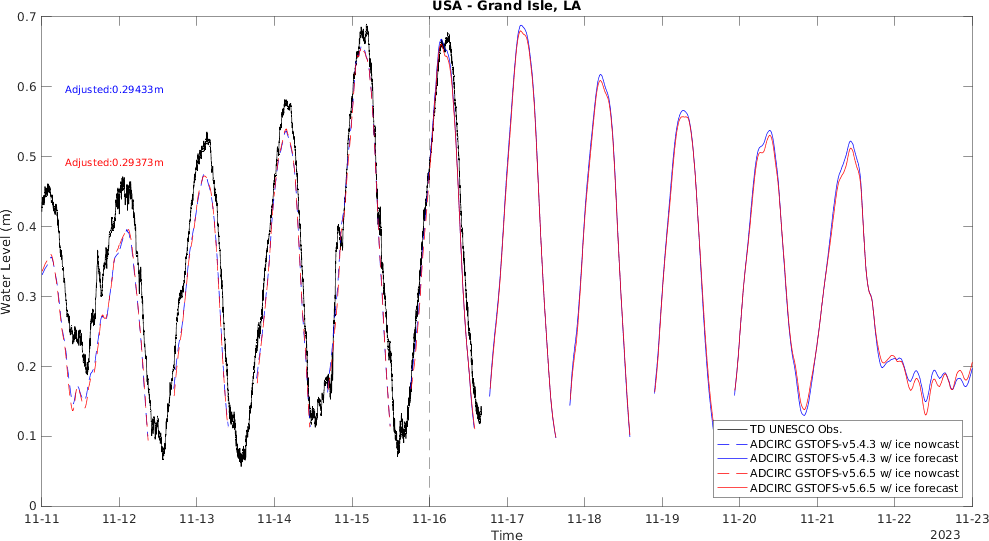 USA - Grand Isle, LA
0.7
0.6
0.5
0.4
0.3
0.2
0.1
0
Water Level (m)
Adjusted:0.29433m
Adjusted:0.29373m
TD UNESCO Obs.
ADCIRC GSTOFS-v5.4.3 w/ ice nowcast
ADCIRC GSTOFS-v5.4.3 w/ ice forecast
ADCIRC GSTOFS-v5.6.5 w/ ice nowcast
ADCIRC GSTOFS-v5.6.5 w/ ice forecast
11-11 11-12 11-13 11-14 11-15 11-16 11-17 11-18 11-19 11-20 11-21 11-22 11-23
Time
2023